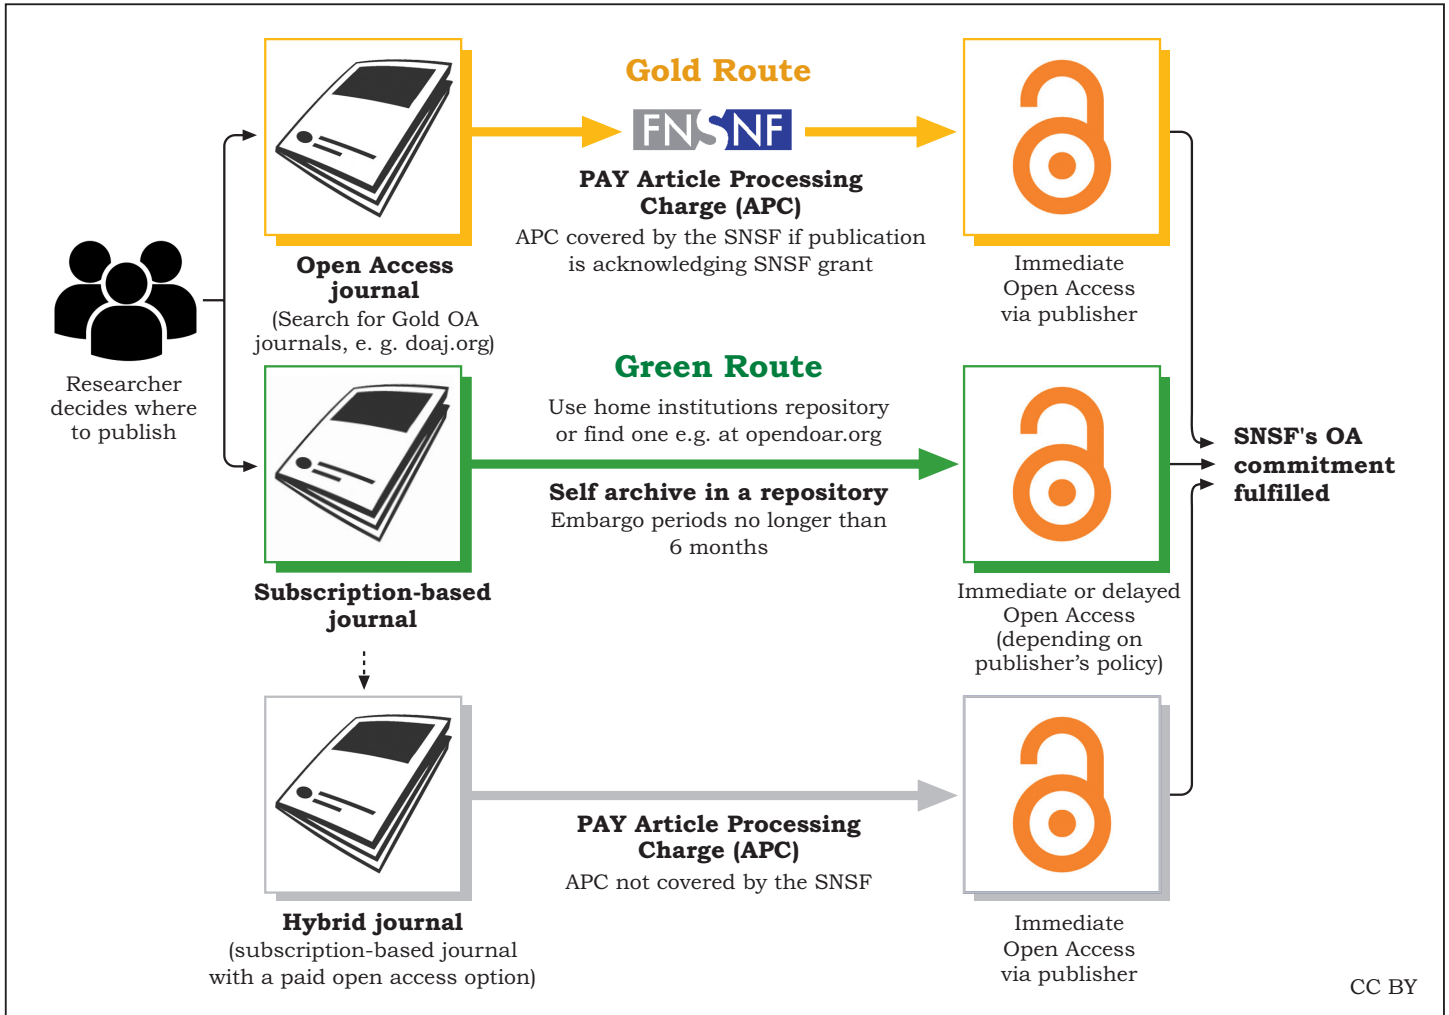 Researcher
decides where
to publish
Open Access
journal
(Search for Gold OA
journals, e. g. doaj.org)
Gold Route
FNSNF
PAY Article Processing
Charge (APC)
APC covered by the SNSF if publication
is acknowledging SNSF grant
Immediate
Open Access
via publisher
Subscription-based
journal
Green Route
Use home institutions repository
or find one e.g. at opendoar.org
Self archive in a repository
Embargo periods no longer than
6 months
Immediate or delayed
Open Access
(depending on
publisher’s policy)
Hybrid journal
(subscription-based journal
with a paid open access option)
PAY Article Processing
Charge (APC)
APC not covered by the SNSF
Immediate
Open Access
via publisher
SNSF's OA
commitment
fulfilled
CC BY